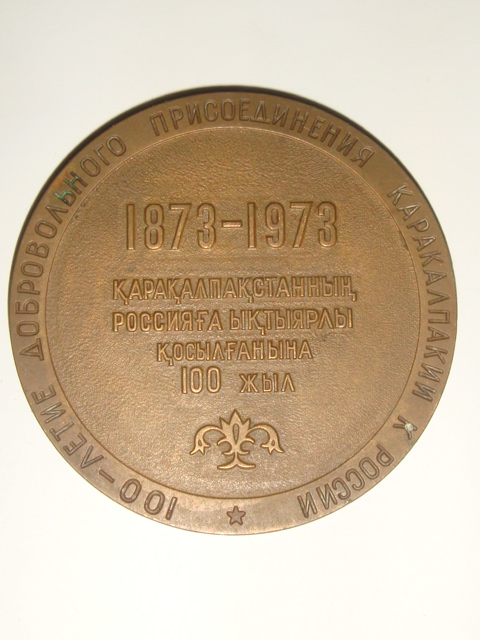 100-ЛЕТИЕ ДОБРОВОЛЬНОГО ПРИСОЕДИНЕНИЯ КАРАКАЛПАКИИ К РОССИИ
1873-1973
ҚАРАҚАЛПАҚСТАННЫҢ
РОССИЯҒА ЫҚТЫЯРЛЫ
ҚОСЫЛҒАНЫНА
100 ЖЫЛ